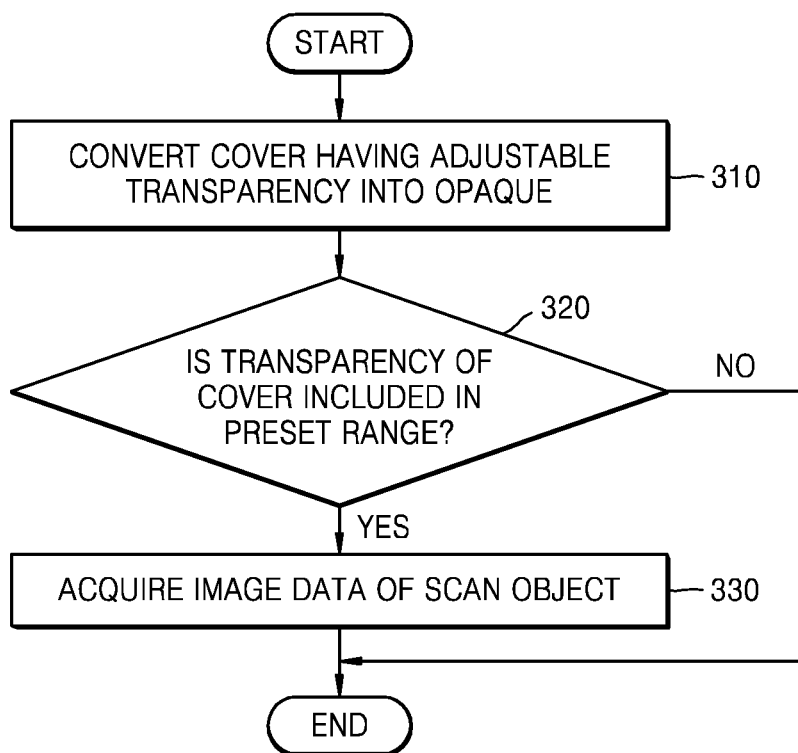 START
CONVERT COVER HAVING ADJUSTABLE
TRANSPARENCY INTO OPAQUE
310
320
IS TRANSPARENCY OF
COVER INCLUDED IN
PRESET RANGE?
NO
YES
ACQUIRE IMAGE DATA OF SCAN OBJECT
330
END